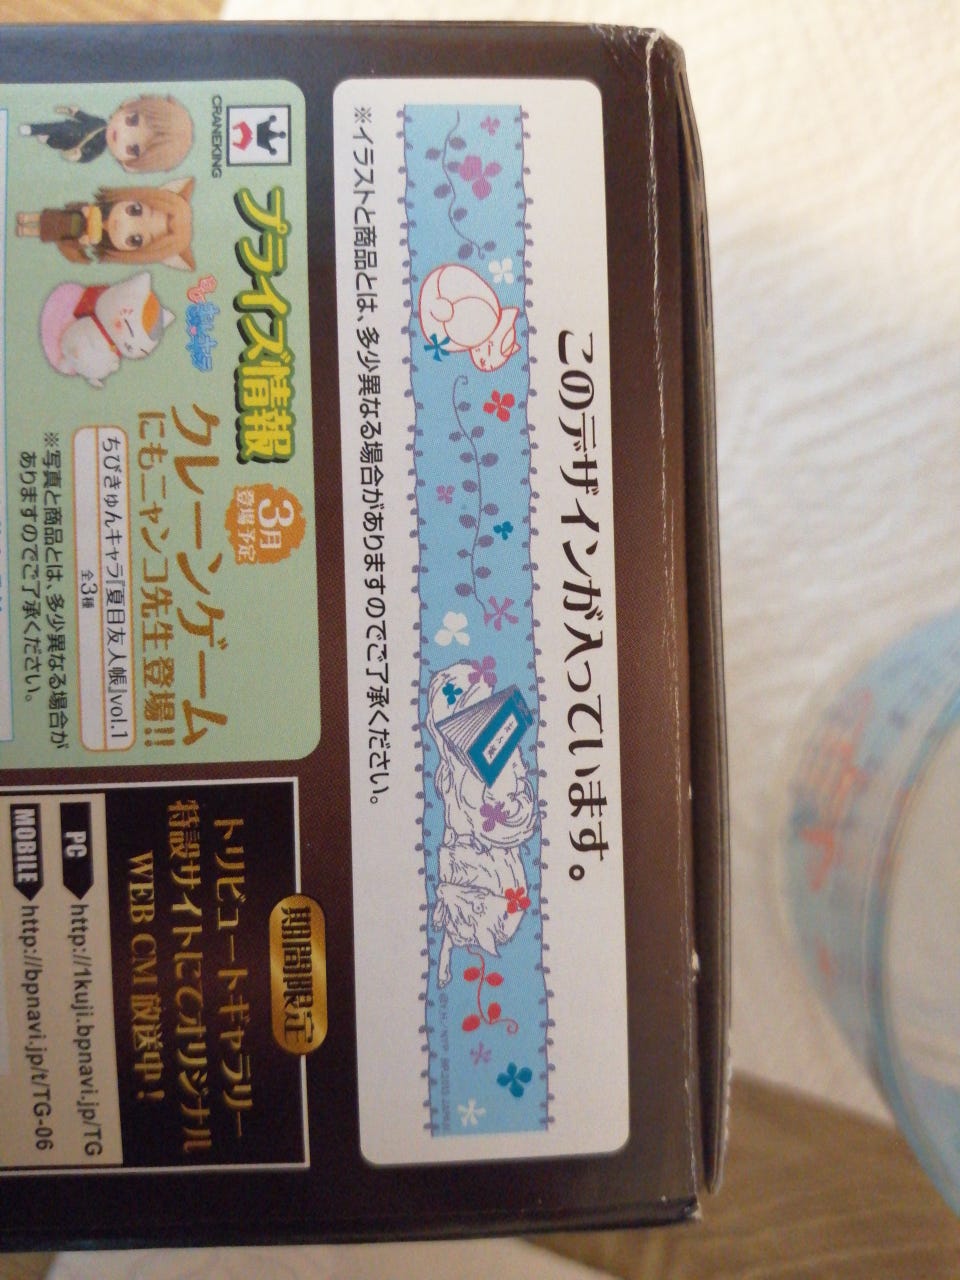 このデザインが入っています。
※イラストと商品とは、多少異なる場合がありますのでご了承ください。
CRANEKING
プライズ情報
3月
登場予定
クレーンゲーム
にもニャンコ先生登場!!
ちびきゅんキャラ『夏目友人帳』vol.1
全3種
※写真と商品とは、多少異なる場合が
ありますのでご了承ください。
期間限定
トリビュートギャラリー
特設サイトにてオリジナル
WEB CM 放送中!
PC http://1kuji.bpnavi.jp/TG
MOBILE http://bpnavi.jp/t/TG-06
友人帳